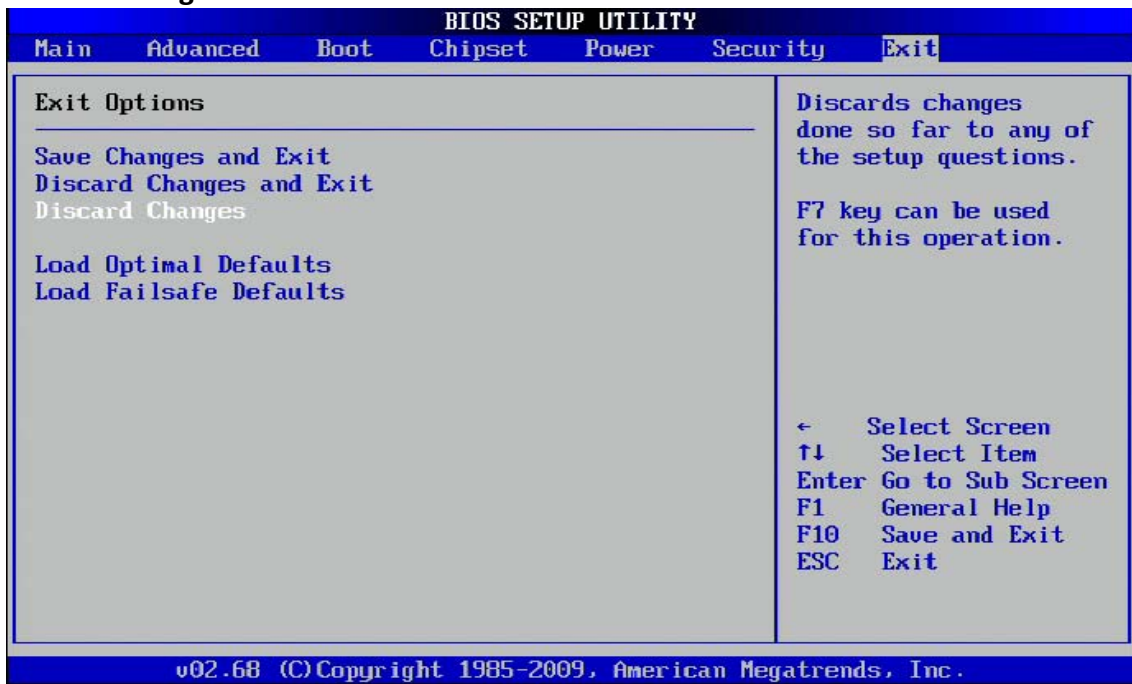 BIOS SETUP UTILITY
Main Advanced Boot Chipset Power Security Exit
Exit Options
Save Changes and Exit
Discard Changes and Exit
Discard Changes
Load Optimal Defaults
Load Failsafe Defaults
Discards changes
done so far to any of
the setup questions.
F7 key can be used
for this operation.
← Select Screen
↑↓ Select Item
Enter Go to Sub Screen
F1 General Help
F10 Save and Exit
ESC Exit
v02.68 (C)Copyright 1985-2009, American Megatrends, Inc.